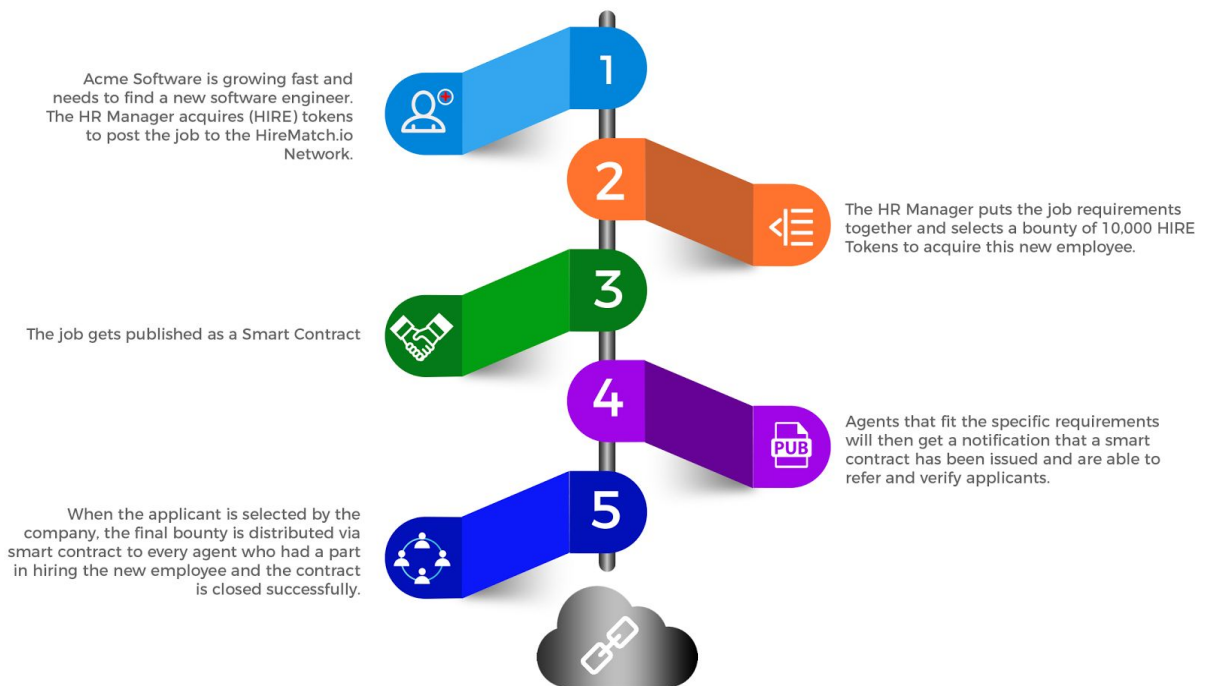 1
Acme Software is growing fast and
needs to find a new software engineer.
The HR Manager acquires (HIRE) tokens
to post the job to the HireMatch.io
Network.
2
The HR Manager puts the job requirements
together and selects a bounty of 10,000 HIRE
Tokens to acquire this new employee.
3
The job gets published as a Smart Contract
4
PUB
Agents that fit the specific requirements
will then get a notification that a smart
contract has been issued and are able to
refer and verify applicants.
5
When the applicant is selected by the
company, the final bounty is distributed via
smart contract to every agent who had a part
in hiring the new employee and the contract
is closed successfully.